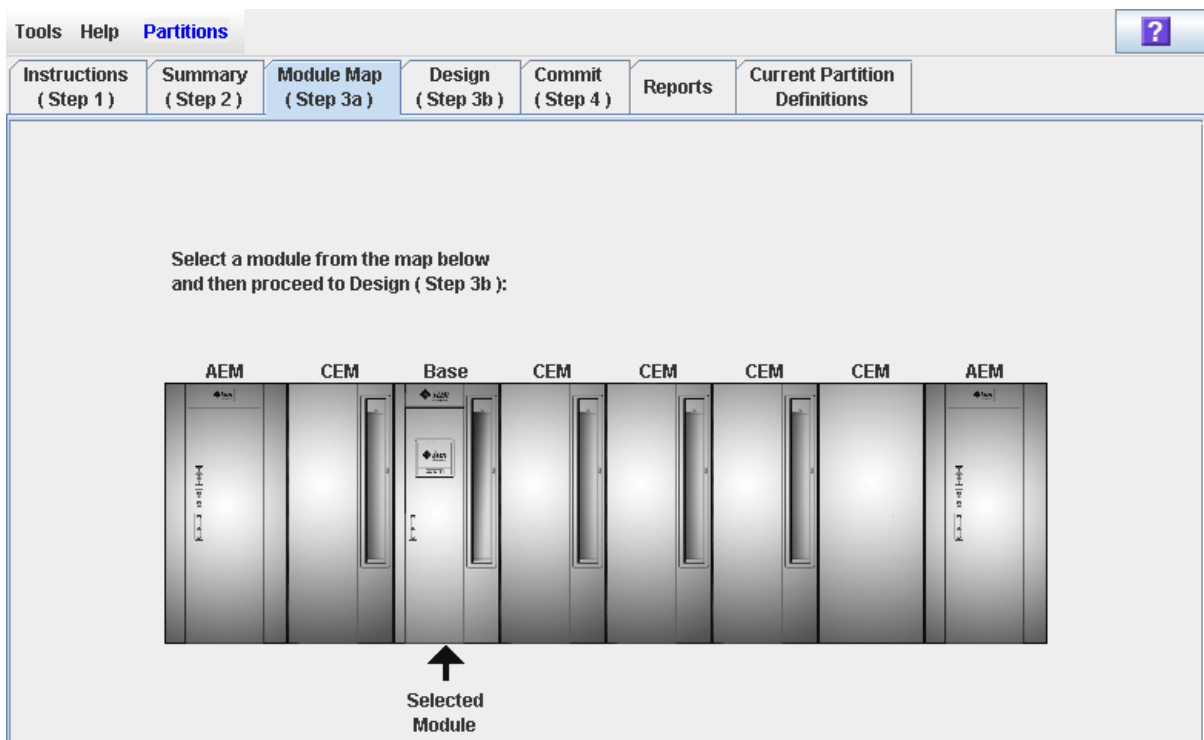 Tools Help Partitions
?
Instructions
( Step 1 )
Summary
( Step 2 )
Module Map
( Step 3a )
Design
( Step 3b )
Commit
( Step 4 )
Reports
Current Partition
Definitions
Select a module from the map below
and then proceed to Design ( Step 3b ):
AEM CEM Base CEM CEM CEM CEM AEM
Selected
Module